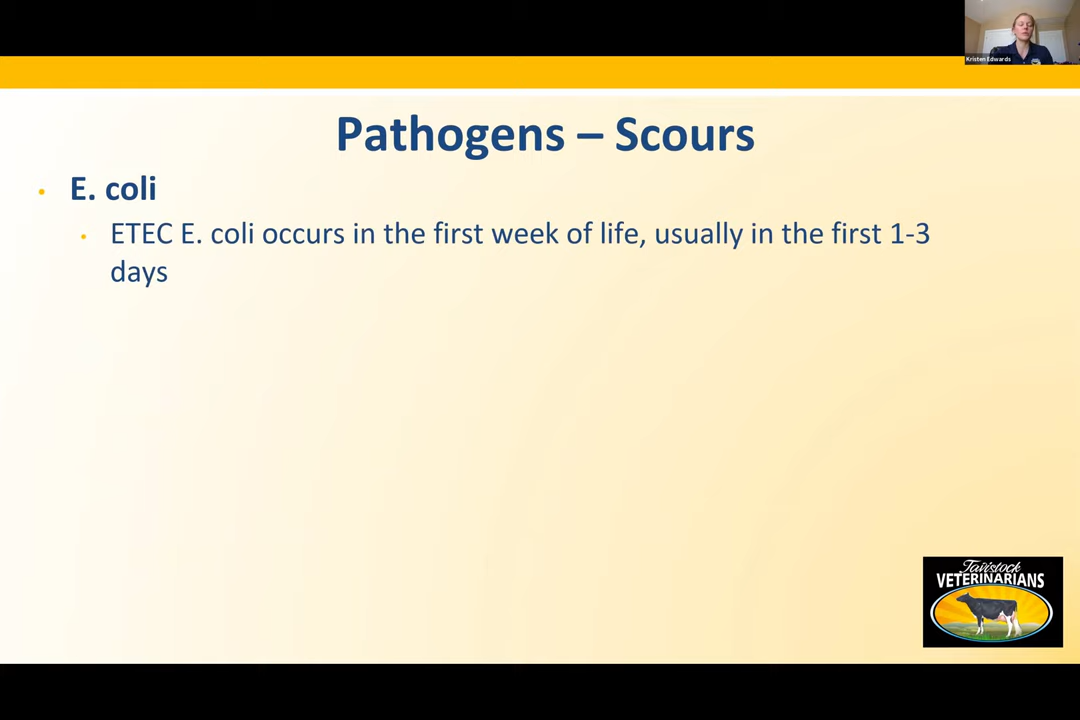 Kristen Edwards
Pathogens – Scours
• E. coli
• ETEC E. coli occurs in the first week of life, usually in the first 1-3
days
Tavistock
VETERINARIANS